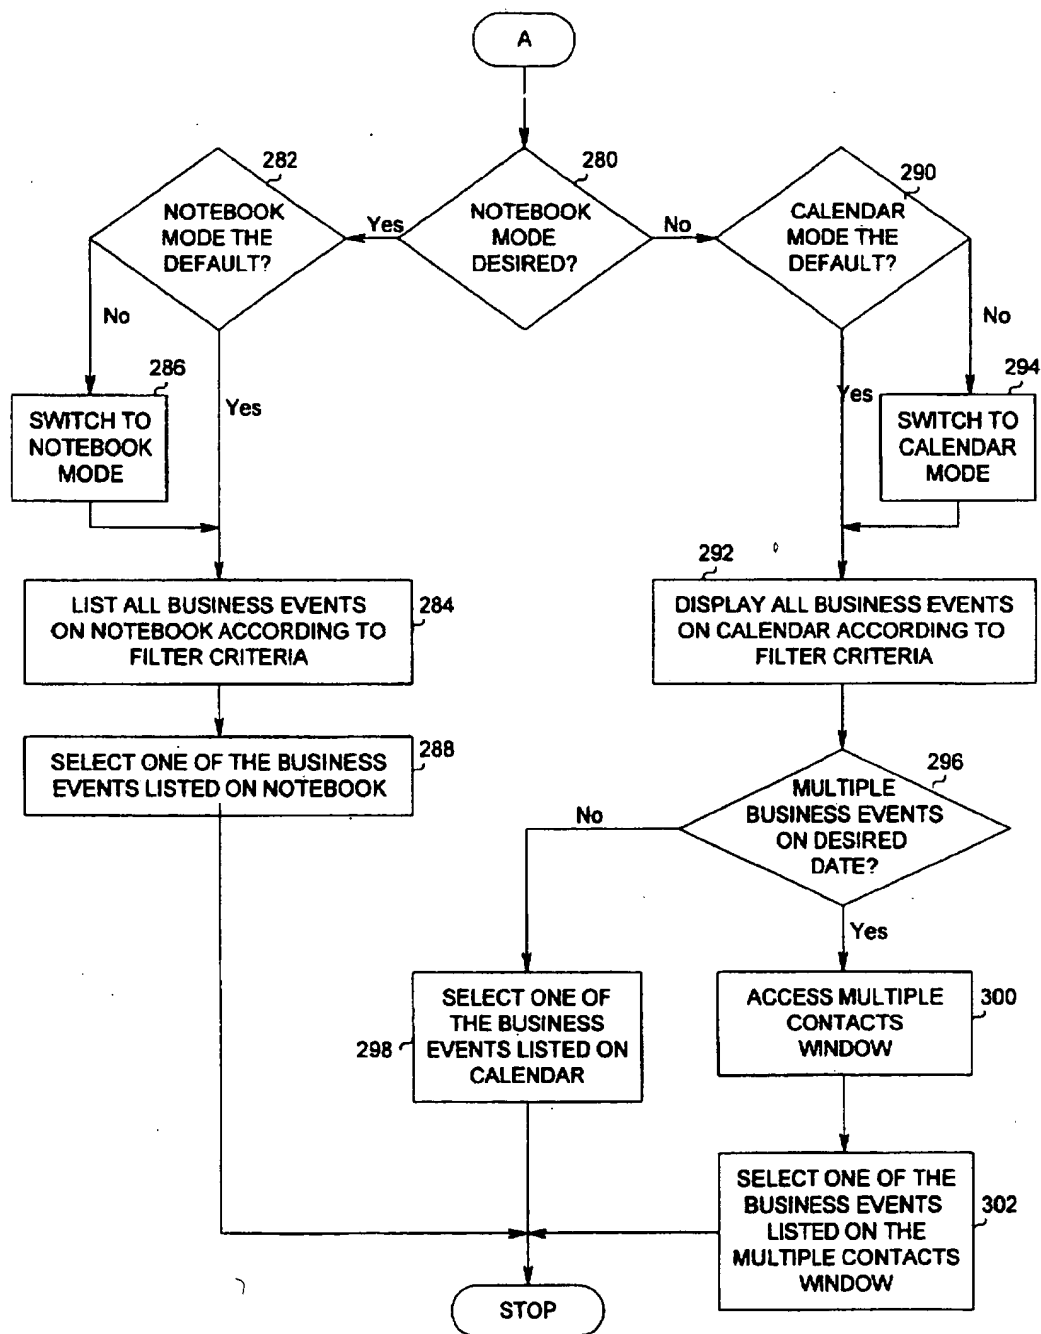 A
282
280
290
NOTEBOOK
MODE THE
DEFAULT?
Yes
NOTEBOOK
MODE
DESIRED?
No
CALENDAR
MODE THE
DEFAULT?
No
No
286
294
Yes
Yes
SWITCH TO
NOTEBOOK
MODE
SWITCH TO
CALENDAR
MODE
292
LIST ALL BUSINESS EVENTS
ON NOTEBOOK ACCORDING TO
FILTER CRITERIA
284
DISPLAY ALL BUSINESS EVENTS
ON CALENDAR ACCORDING TO
FILTER CRITERIA
SELECT ONE OF THE BUSINESS
EVENTS LISTED ON NOTEBOOK
288
296
MULTIPLE
BUSINESS EVENTS
ON DESIRED
DATE?
No
Yes
SELECT ONE OF
THE BUSINESS
EVENTS LISTED ON
CALENDAR
298
ACCESS MULTIPLE
CONTACTS
WINDOW
300
SELECT ONE OF THE
BUSINESS EVENTS
LISTED ON THE
MULTIPLE CONTACTS
WINDOW
302
STOP